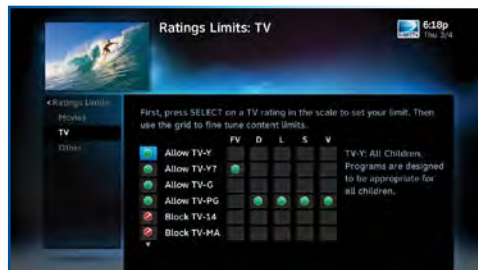 Ratings Limits: TV
6:18p
DIRECTV
Thu 3/4
<Ratings Limits
Movies
TV
Other
First, press SELECT on a TV rating in the scale to set your limit. Then
use the grid to fine tune content limits.
FV D L S V
Allow TV-Y
Allow TV-Y7
Allow TV-G
Allow TV-PG
Block TV-14
Block TV-MA
TV-Y: All Children.
Programs are designed
to be appropriate for
all children.